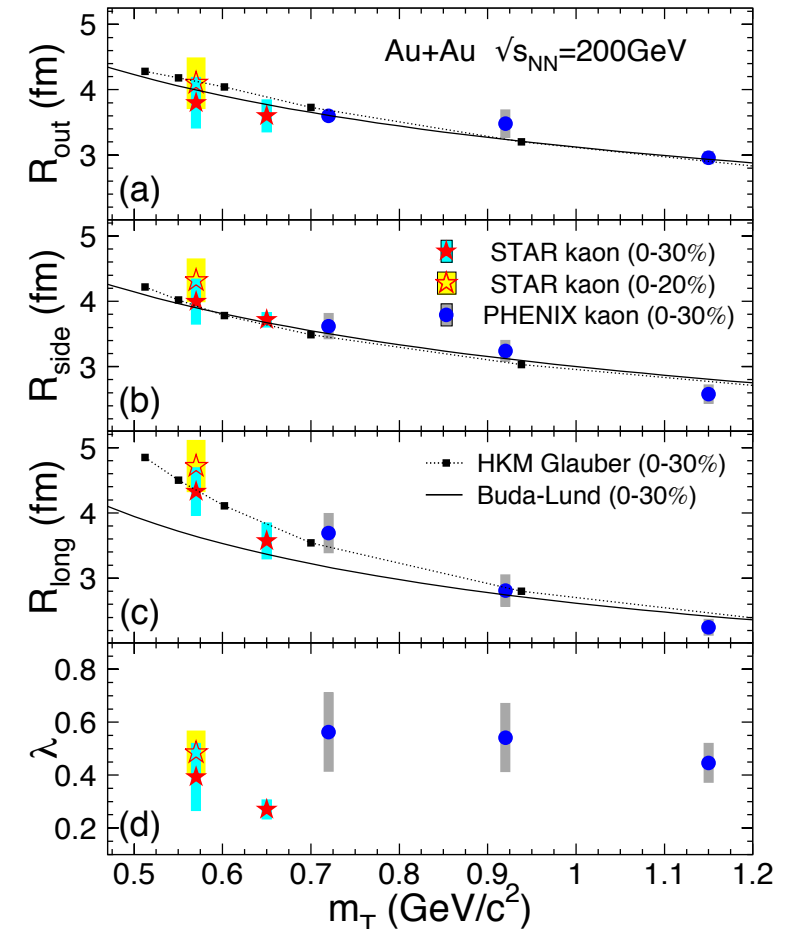 Au+Au √sNN=200GeV
5
4
3
Rout (fm)
(a)
STAR kaon (0-30%)
STAR kaon (0-20%)
PHENIX kaon (0-30%)
5
4
3
Rside (fm)
(b)
HKM Glauber (0-30%)
Buda-Lund (0-30%)
5
4
3
2
Rlong (fm)
(c)
0.8
0.6
0.4
0.2
λ
(d)
0.5 0.6 0.7 0.8 0.9 1 1.1 1.2
mT (GeV/c²)